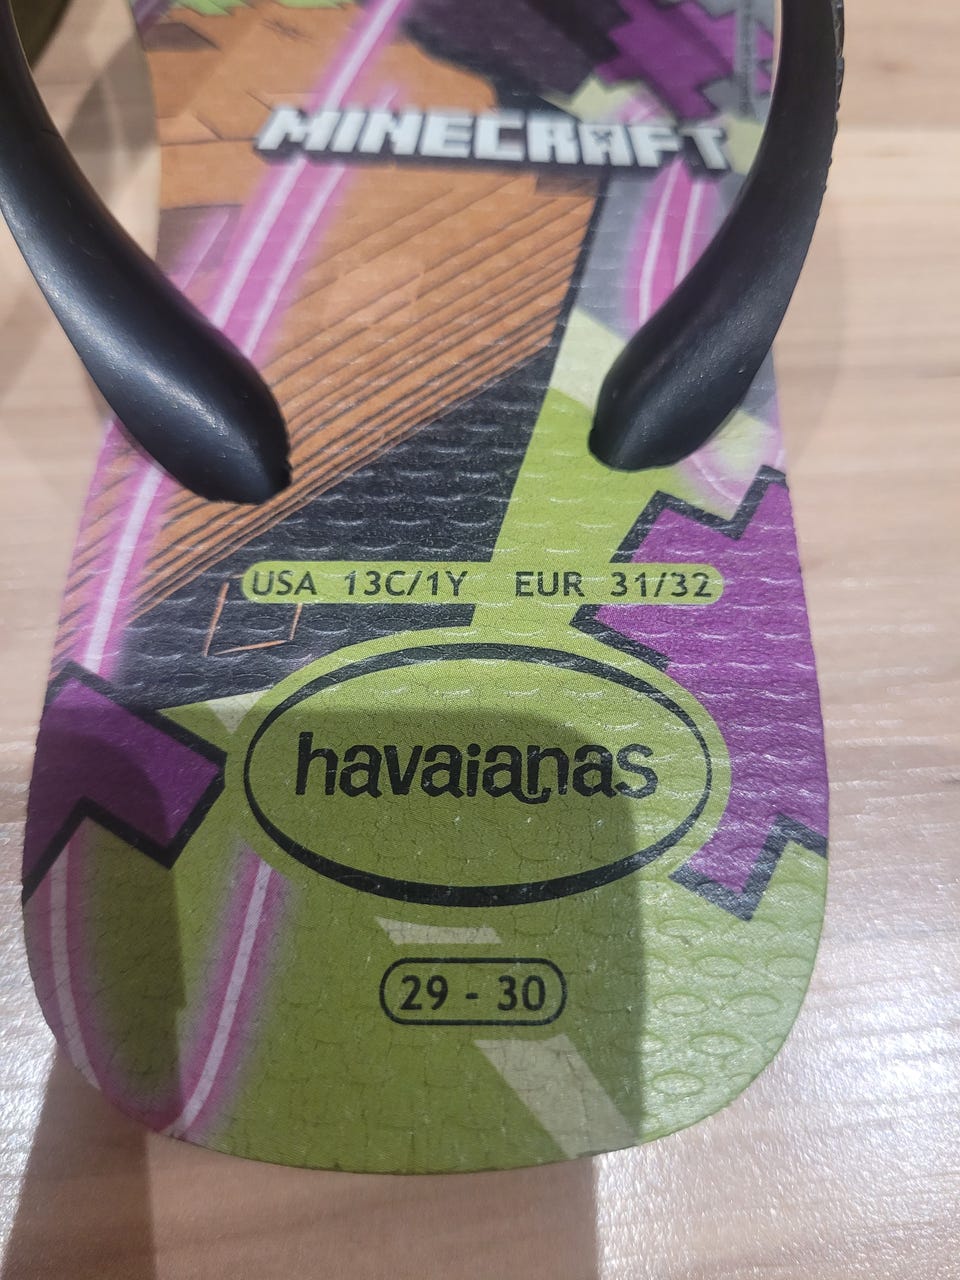 MINECRAFT
USA 13C/1Y EUR 31/32
havaianas
29 - 30